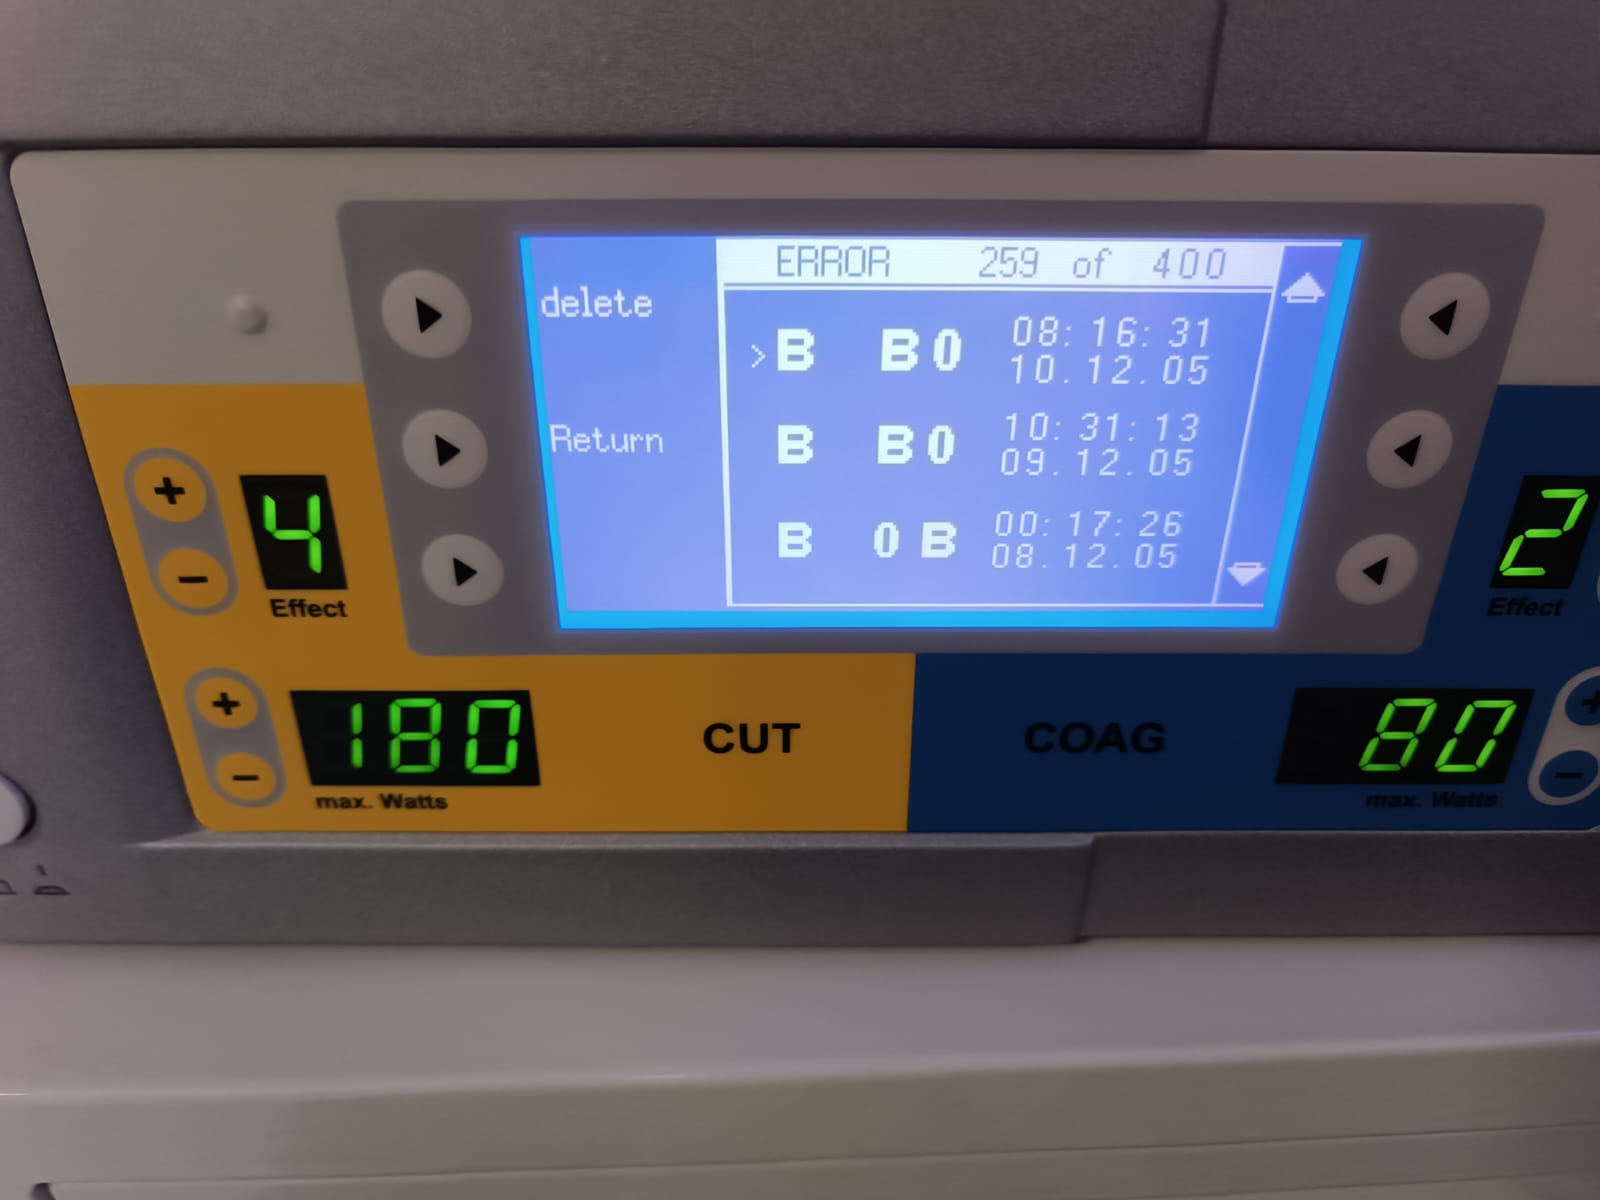 ERROR 259 of 400
delete
>B B0 08:16:31
10.12.05
Return
B B0 10:31:13
09.12.05
B 0B 00:17:26
08.12.05
+
4
-
Effect
2
Effect
+
180
-
max. Watts
CUT
COAG
80
max. Watts
+
-